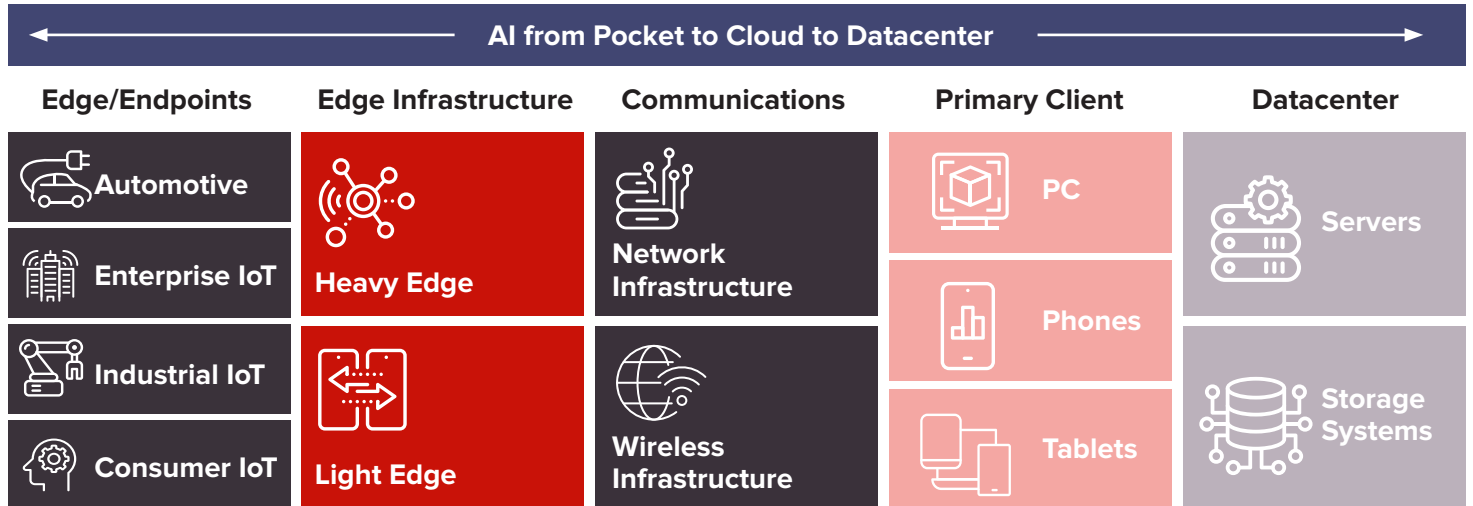 AI from Pocket to Cloud to Datacenter
Edge/Endpoints
Automotive
Enterprise IoT
Industrial IoT
Consumer IoT
Edge Infrastructure
Heavy Edge
Light Edge
Communications
Network
Infrastructure
Wireless
Infrastructure
Primary Client
PC
Phones
Tablets
Datacenter
Servers
Storage
Systems